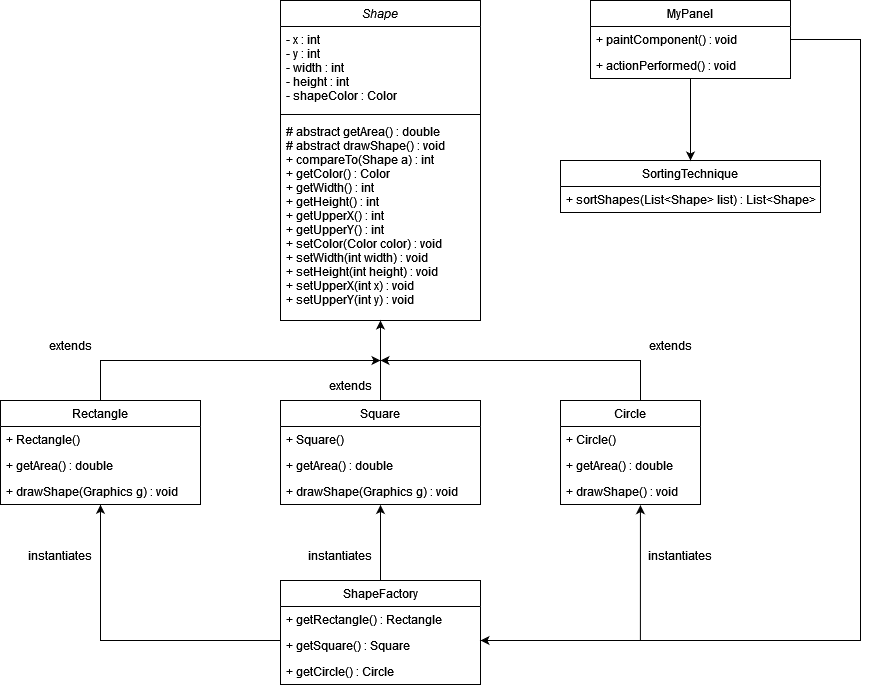 Shape
- x : int
- y : int
- width : int
- height : int
- shapeColor : Color
# abstract getArea() : double
# abstract drawShape() : void
+ compareTo(Shape a) : int
+ getColor() : Color
+ getWidth() : int
+ getHeight() : int
+ getUpperX() : int
+ getUpperY() : int
+ setColor(Color color) : void
+ setWidth(int width) : void
+ setHeight(int height) : void
+ setUpperX(int x) : void
+ setUpperY(int y) : void
MyPanel
+ paintComponent() : void
+ actionPerformed() : void
SortingTechnique
+ sortShapes(List<Shape> list) : List<Shape>
extends
extends
extends
Rectangle
+ Rectangle()
+ getArea() : double
+ drawShape(Graphics g) : void
Square
+ Square()
+ getArea() : double
+ drawShape(Graphics g) : void
Circle
+ Circle()
+ getArea() : double
+ drawShape() : void
instantiates
instantiates
instantiates
ShapeFactory
+ getRectangle() : Rectangle
+ getSquare() : Square
+ getCircle() : Circle